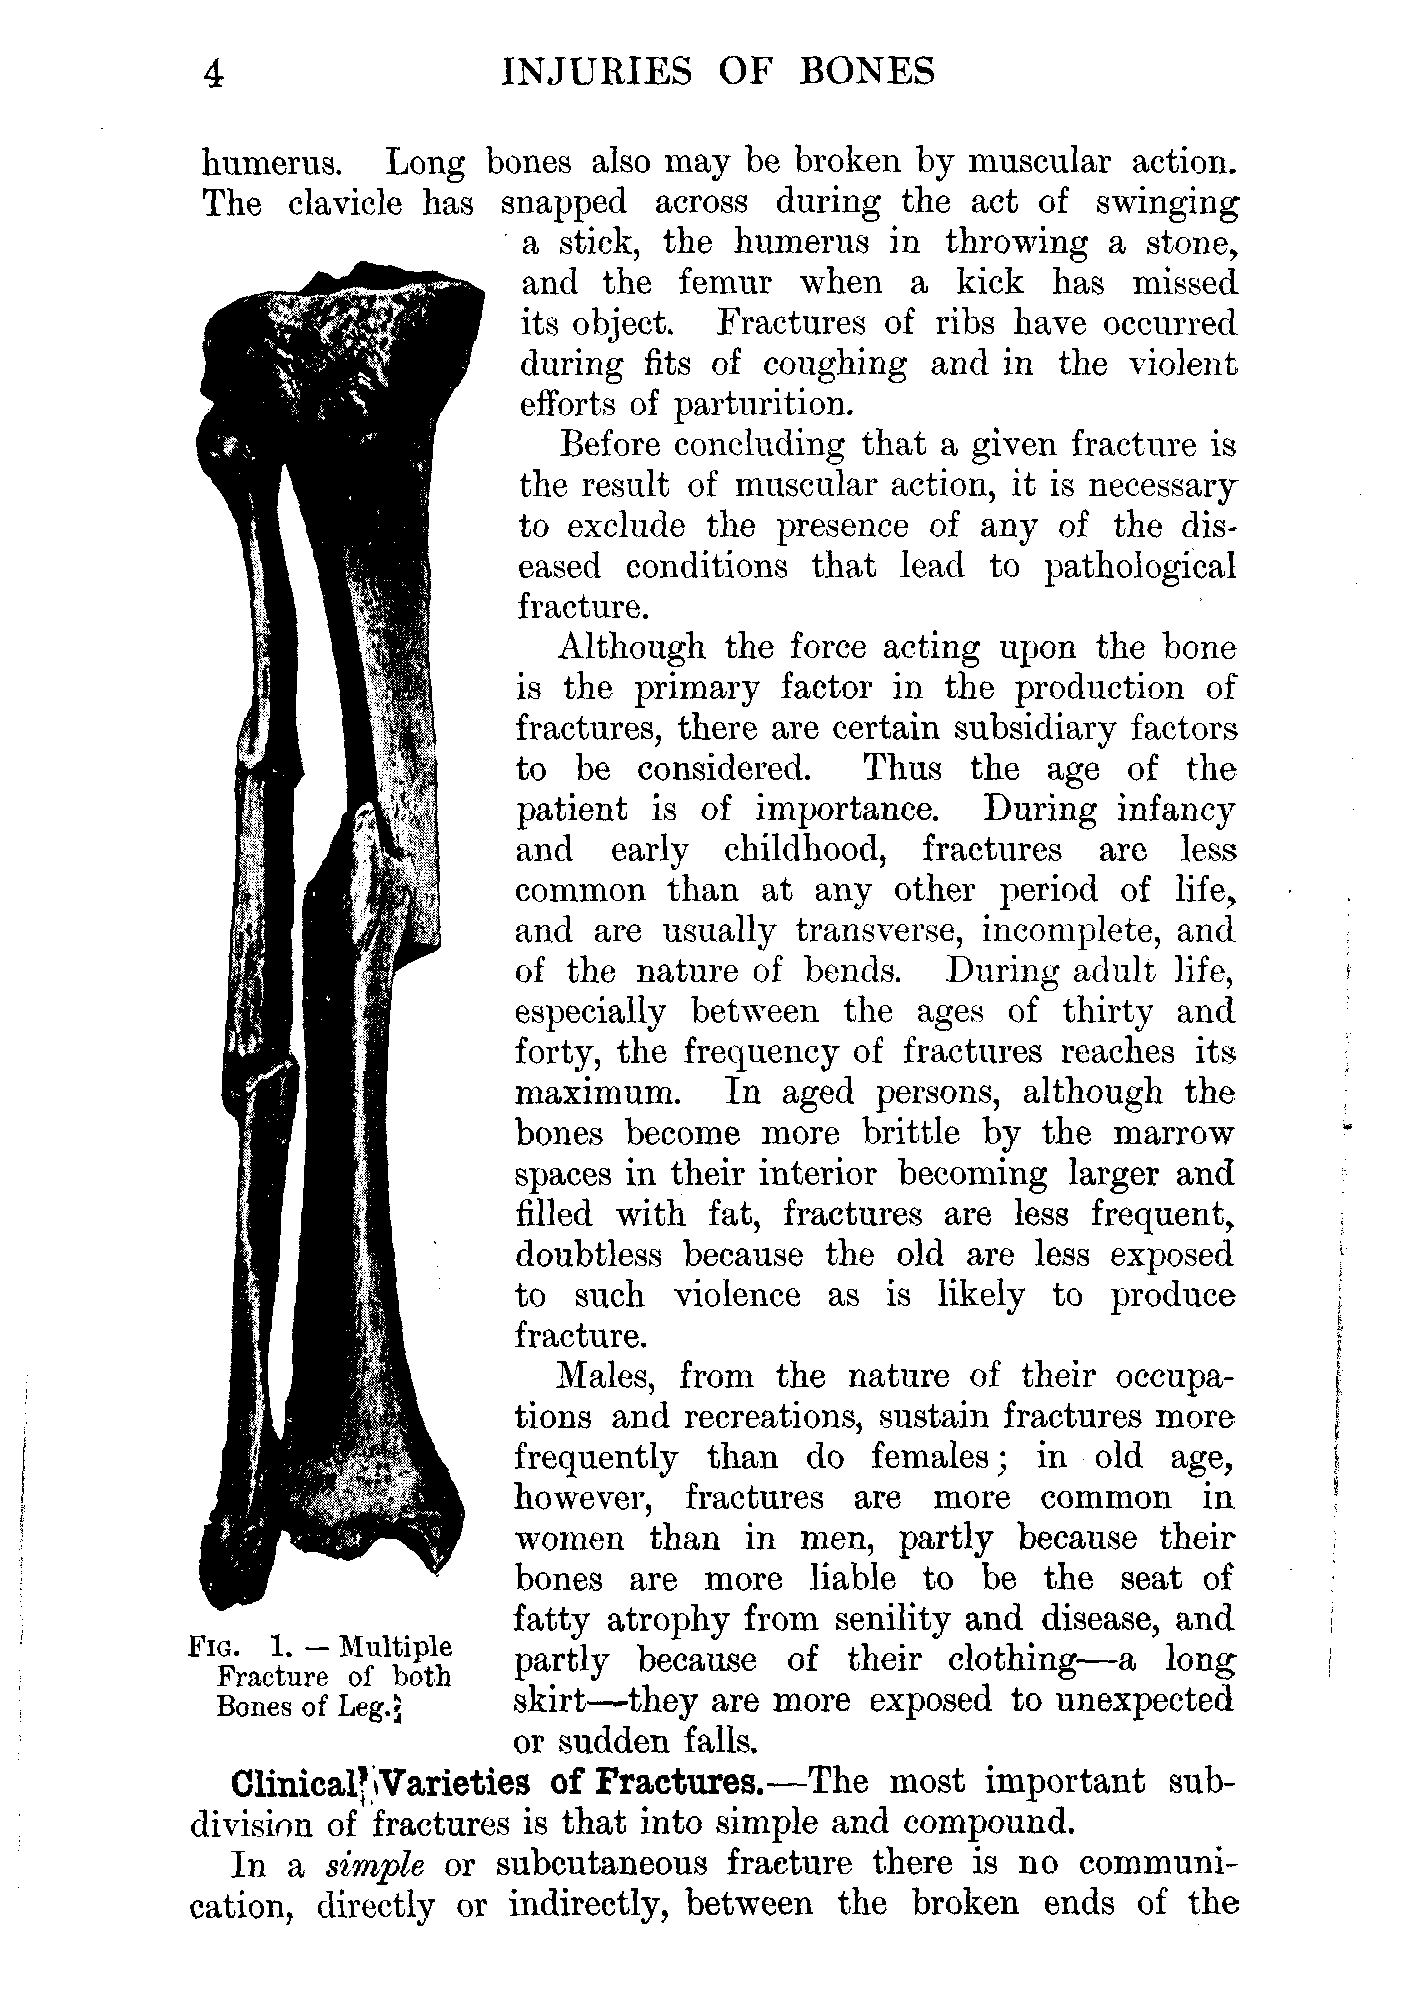 4 INJURIES OF BONES
humerus. Long bones also may be broken by muscular action.
The clavicle has snapped across during the act of swinging
a stick, the humerus in throwing a stone,
and the femur when a kick has missed
its object. Fractures of ribs have occurred
during fits of coughing and in the violent
efforts of parturition.
Before concluding that a given fracture is
the result of muscular action, it is necessary
to exclude the presence of any of the dis-
eased conditions that lead to pathological
fracture.
Although the force acting upon the bone
is the primary factor in the production of
fractures, there are certain subsidiary factors
to be considered. Thus the age of the
patient is of importance. During infancy
and early childhood, fractures are less
common than at any other period of life,
and are usually transverse, incomplete, and
of the nature of bends. During adult life,
especially between the ages of thirty and
forty, the frequency of fractures reaches its
maximum. In aged persons, although the
bones become more brittle by the marrow
spaces in their interior becoming larger and
filled with fat, fractures are less frequent,
doubtless because the old are less exposed
to such violence as is likely to produce
fracture.
Males, from the nature of their occupa-
tions and recreations, sustain fractures more
frequently than do females; in old age,
however, fractures are more common in
women than in men, partly because their
bones are more liable to be the seat of
fatty atrophy from senility and disease, and
partly because of their clothing—a long
skirt—they are more exposed to unexpected
or sudden falls.
FIG. 1. — Multiple
Fracture of both
Bones of Leg.
Clinical Varieties of Fractures.—The most important sub-
division of fractures is that into simple and compound.
In a simple or subcutaneous fracture there is no communi-
cation, directly or indirectly, between the broken ends of the